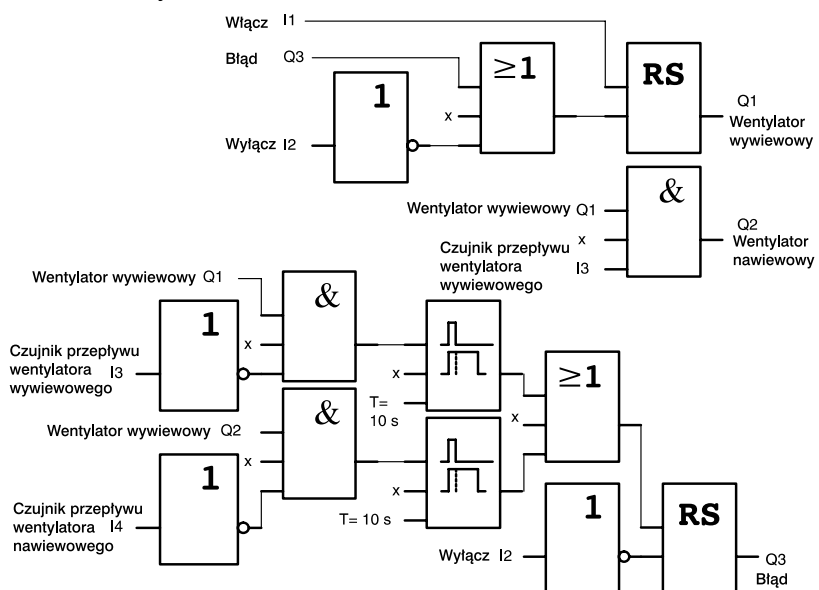 Włącz I1
Błąd Q3
≥1
RS
1
x
Wyłącz I2
Q1
Wentylator
wywiewowy
&
Wentylator wywiewowy Q1
x
I3
Q2
Wentylator
nawiewowy
Czujnik przepływu
wentylatora
wywiewowego
Wentylator wywiewowy Q1
&
1
x
Czujnik przepływu
wentylatora I3
wywiewowego
x
T=
10 s
≥1
x
Wentylator wywiewowy Q2
&
1
x
Czujnik przepływu
wentylatora I4
nawiewowego
x
T= 10 s
1
RS
Wyłącz I2
Q3
Błąd